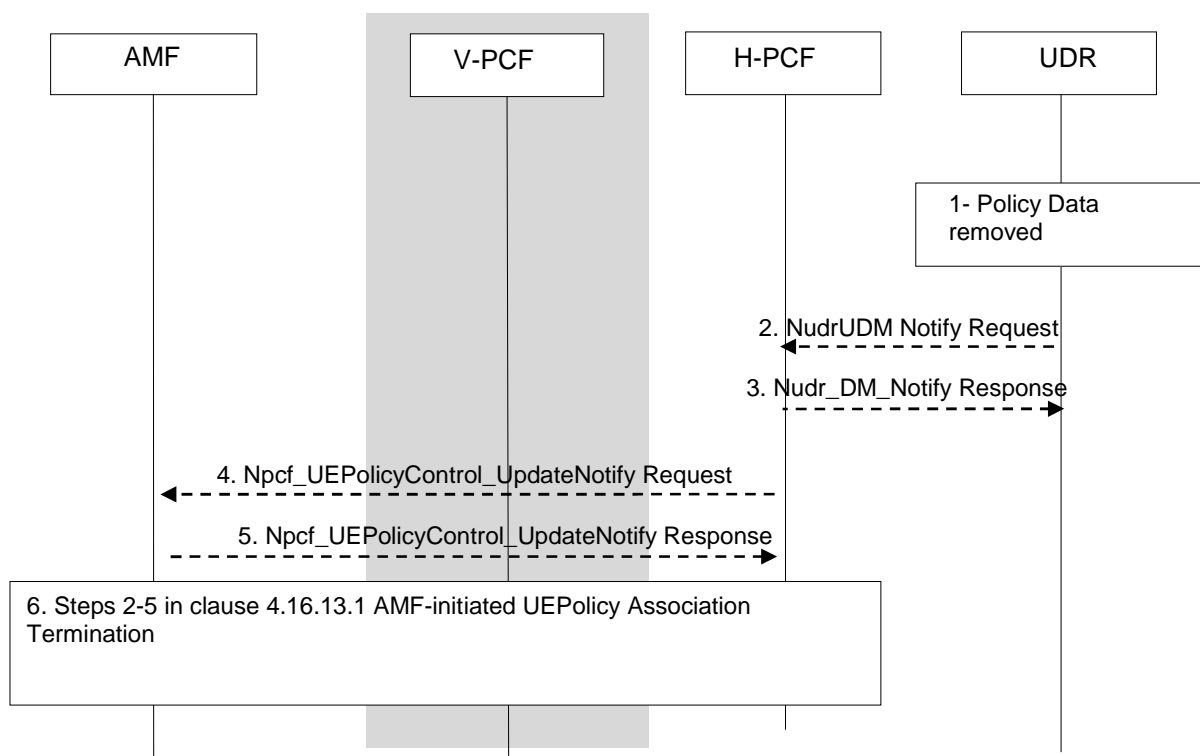 AMF
V-PCF
H-PCF
UDR
1- Policy Data
removed
2. NudrUDM Notify Request
3. Nudr_DM_Notify Response
4. Npcf_UEPolicyControl_UpdateNotify Request
5. Npcf_UEPolicyControl_UpdateNotify Response
6. Steps 2-5 in clause 4.16.13.1 AMF-initiated UEPolicy Association
Termination